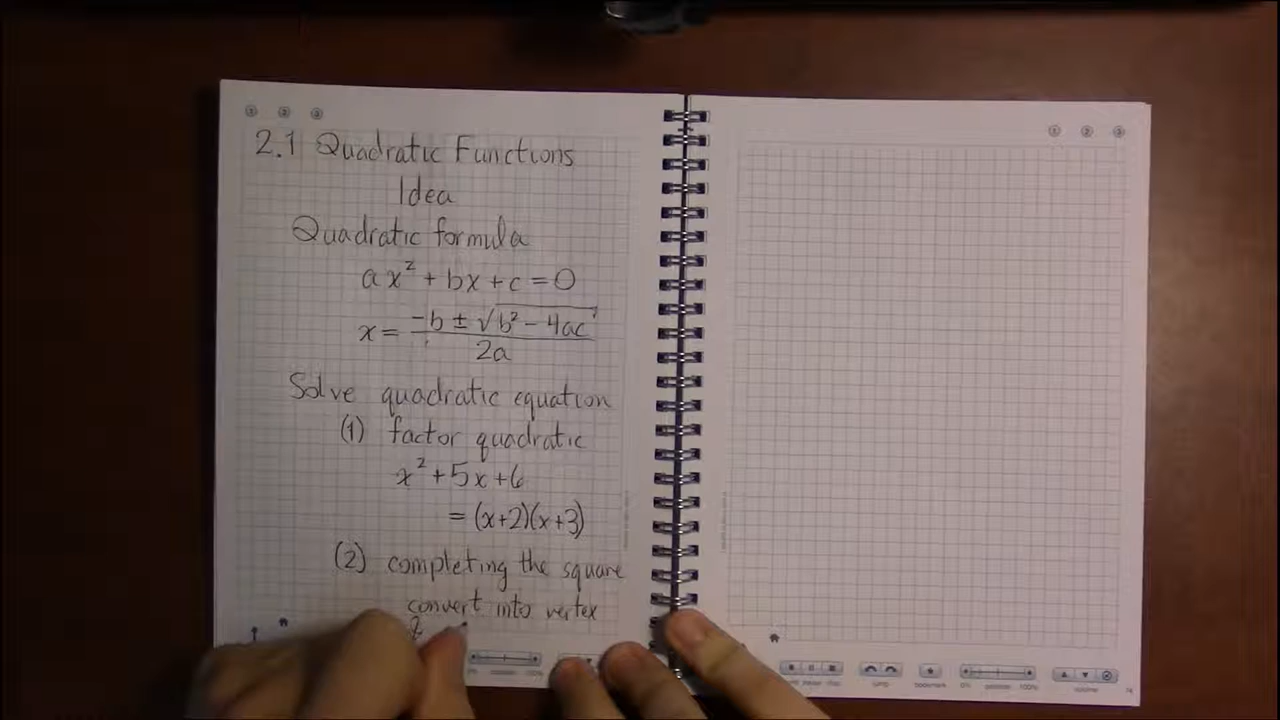 2.1 Quadratic Functions
Idea
Quadratic formula
ax² + bx + c = 0
x = (-b ± √(b² - 4ac)) / 2a
Solve quadratic equation
(1) factor quadratic
x² + 5x + 6
= (x+2)(x+3)
(2) completing the square
convert into vertex